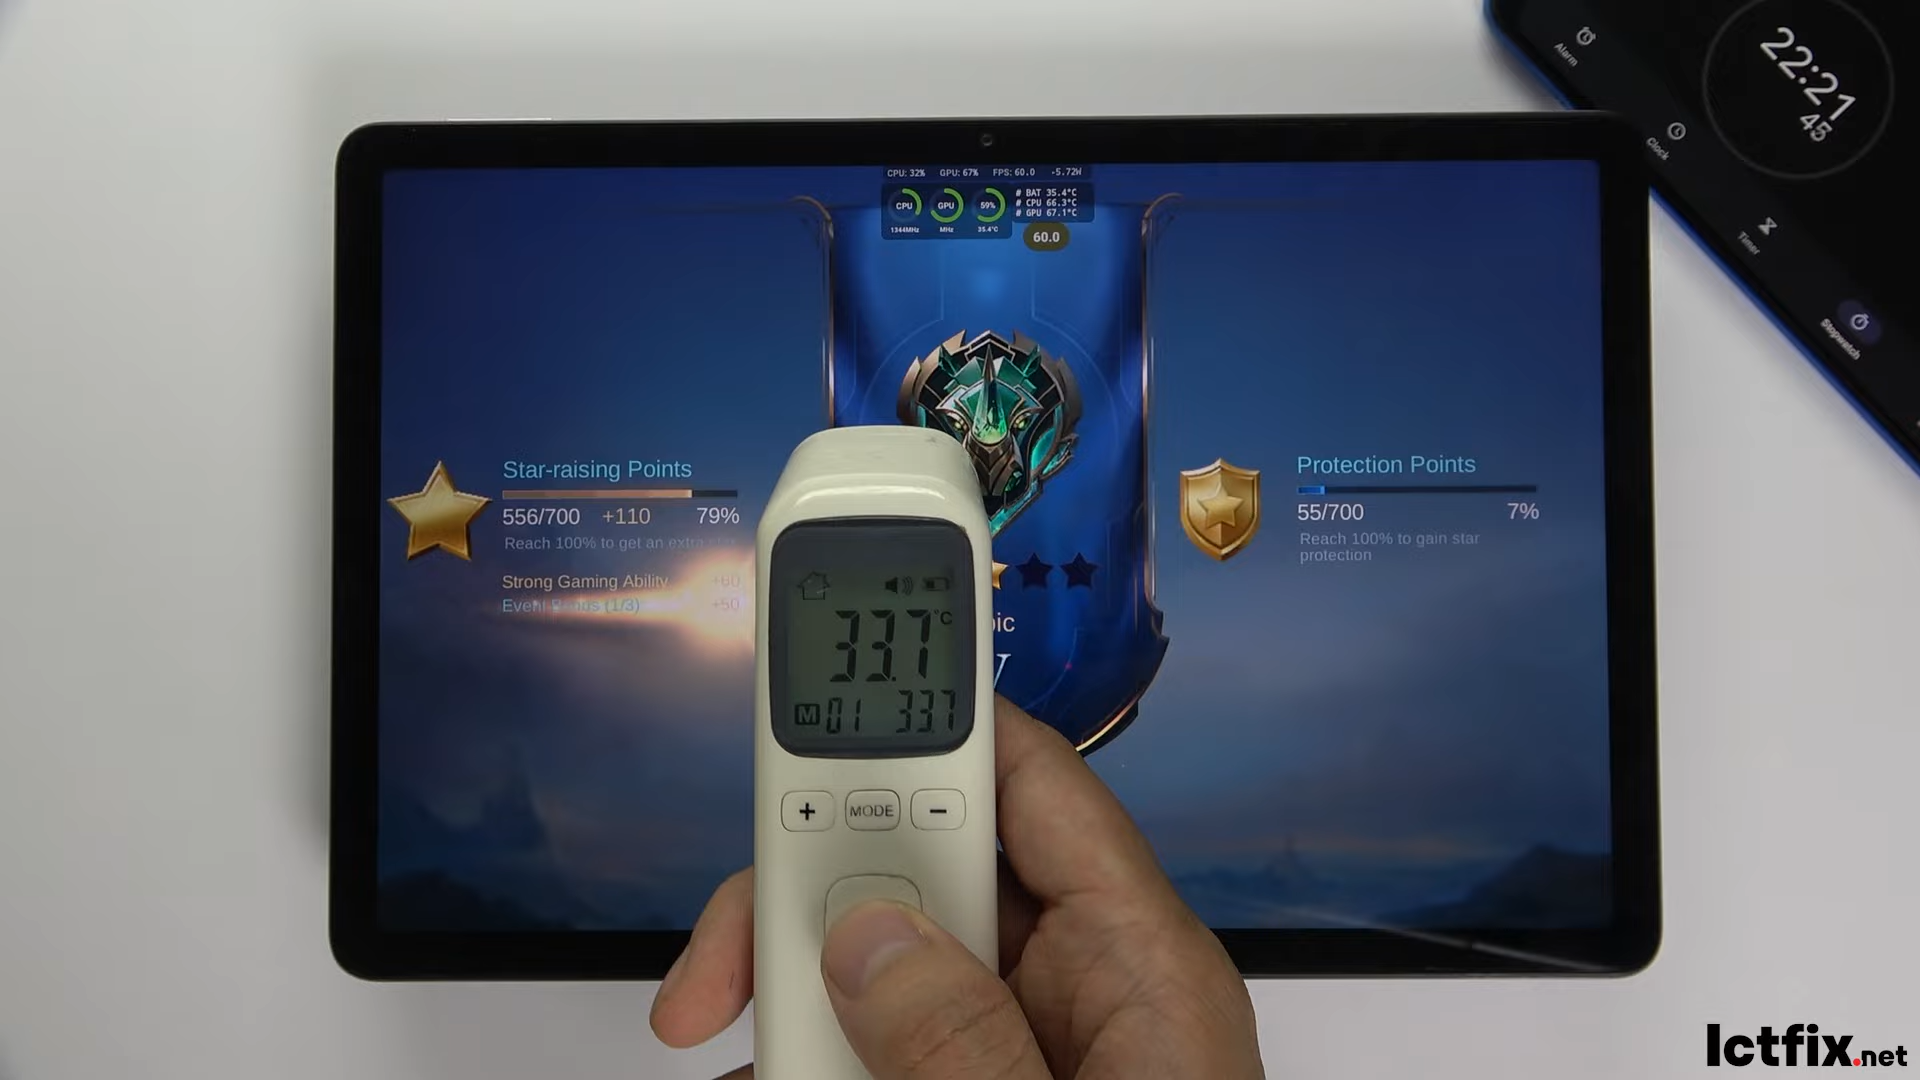 22:21
45
Alarm
Clock
Timer
Stopwatch
CPU: 32% GPU: 67% FPS: 60.0 -5.72W
CPU GPU 59%
1344MHz MHz 35.4°C
# BAT 35.4°C
# CPU 66.3°C
# GPU 67.1°C
60.0
Star-raising Points
556/700 +110 79%
Reach 100% to get an extra star
Strong Gaming Ability +60
Event Bonus (1/3) +50
Protection Points
55/700 7%
Reach 100% to gain star
protection
33.7 °C
M 01 33.7
+ MODE −
Ictfix.net